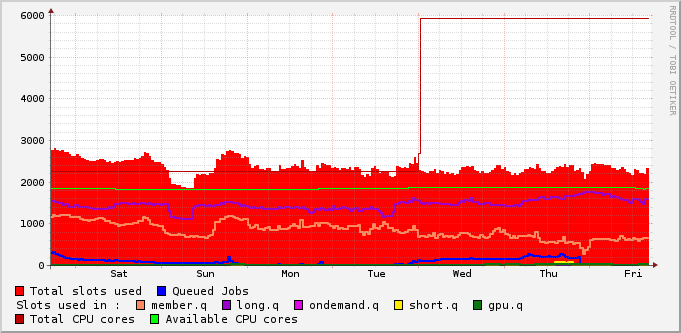 RRDTOOL / TOBI OETIKER
6000
5000
4000
3000
2000
1000
0
Sat Sun Mon Tue Wed Thu Fri
Total slots used Queued Jobs
Slots used in : member.q long.q ondemand.q short.q gpu.q
Total CPU cores Available CPU cores